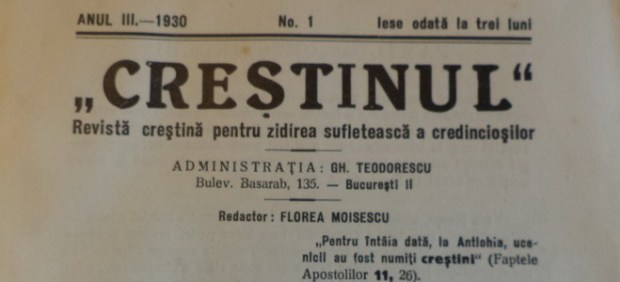 ANUL III.—1930 No. 1 Iese odată la trei luni
„CREȘTINUL“
Revistă creștină pentru zidirea sufletească a credincioșilor
ADMINISTRAȚIA: GH. TEODORESCU
Bulev. Basarab, 135. — București II
Redactor: FLOREA MOISESCU
„Pentru întâia dată, la Antiohia, uce-
nicii au fost numiți creștini“ (Faptele
Apostolilor 11, 26).